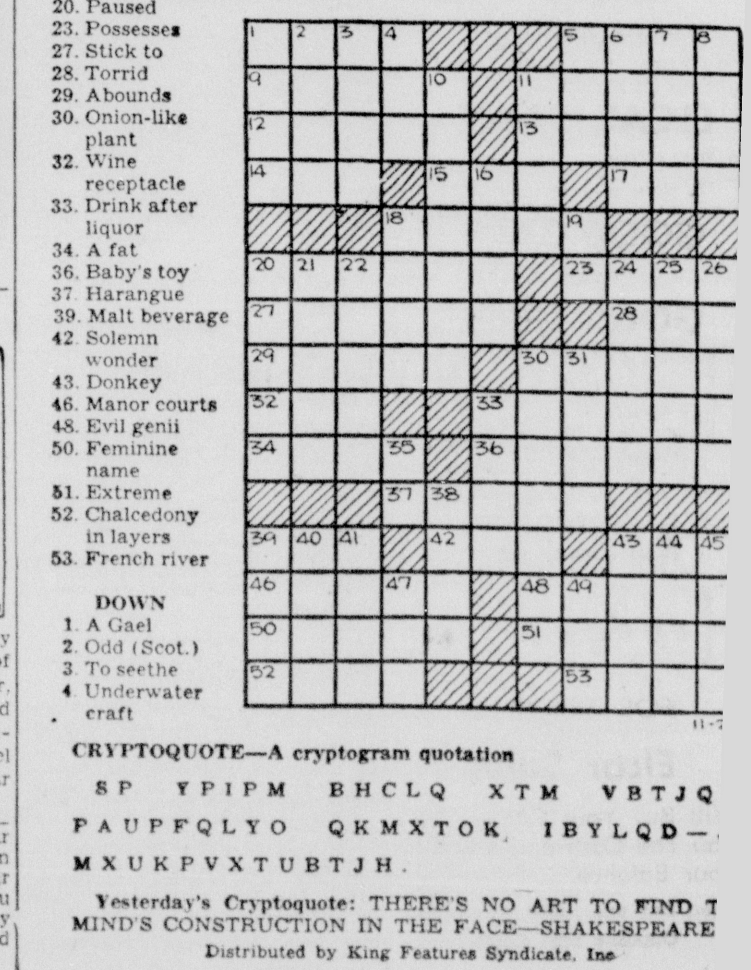 20. Paused
23. Possesses
27. Stick to
28. Torrid
29. Abounds
30. Onion-like
plant
32. Wine
receptacle
33. Drink after
liquor
34. A fat
36. Baby's toy
37. Harangue
39. Malt beverage
42. Solemn
wonder
43. Donkey
46. Manor courts
48. Evil genii
50. Feminine
name
51. Extreme
52. Chalcedony
in layers
53. French river
DOWN
1. A Gael
2. Odd (Scot.)
3. To seethe
4. Underwater
craft
1 2 3 4 5 6 7 8
9 10 11
12 13
14 15 16 17
18 19
20 21 22 23 24 25 26
27 28
29 30 31
32 33
34 35 36
37 38
39 40 41 42 43 44 45
46 47 48 49
50 51
52 53
CRYPTOQUOTE—A cryptogram quotation
SP YPIPM BHCLQ XTM VBTJQ
PAUPFQLYO QKMXTOK, IBYLQD—
MXUKPVXTUBTJH.
Yesterday's Cryptoquote: THERE'S NO ART TO FIND T
MIND'S CONSTRUCTION IN THE FACE—SHAKESPEARE
Distributed by King Features Syndicate, Inc